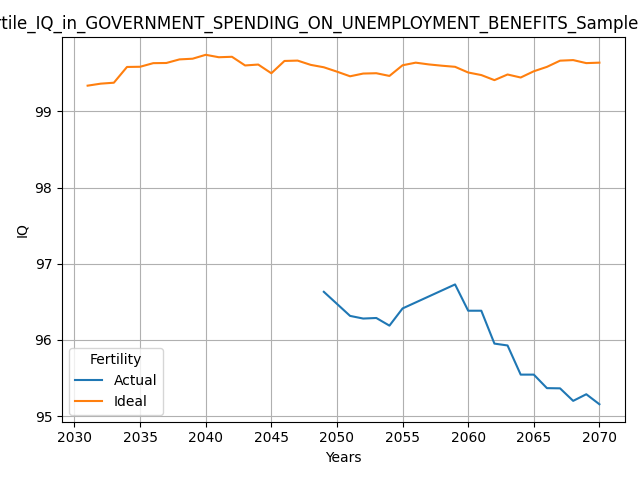 rtile_IQ_in_GOVERNMENT_SPENDING_ON_UNEMPLOYMENT_BENEFITS_Sample
99
98
97
96
95
IQ
Fertility
Actual
Ideal
2030 2035 2040 2045 2050 2055 2060 2065 2070
Years